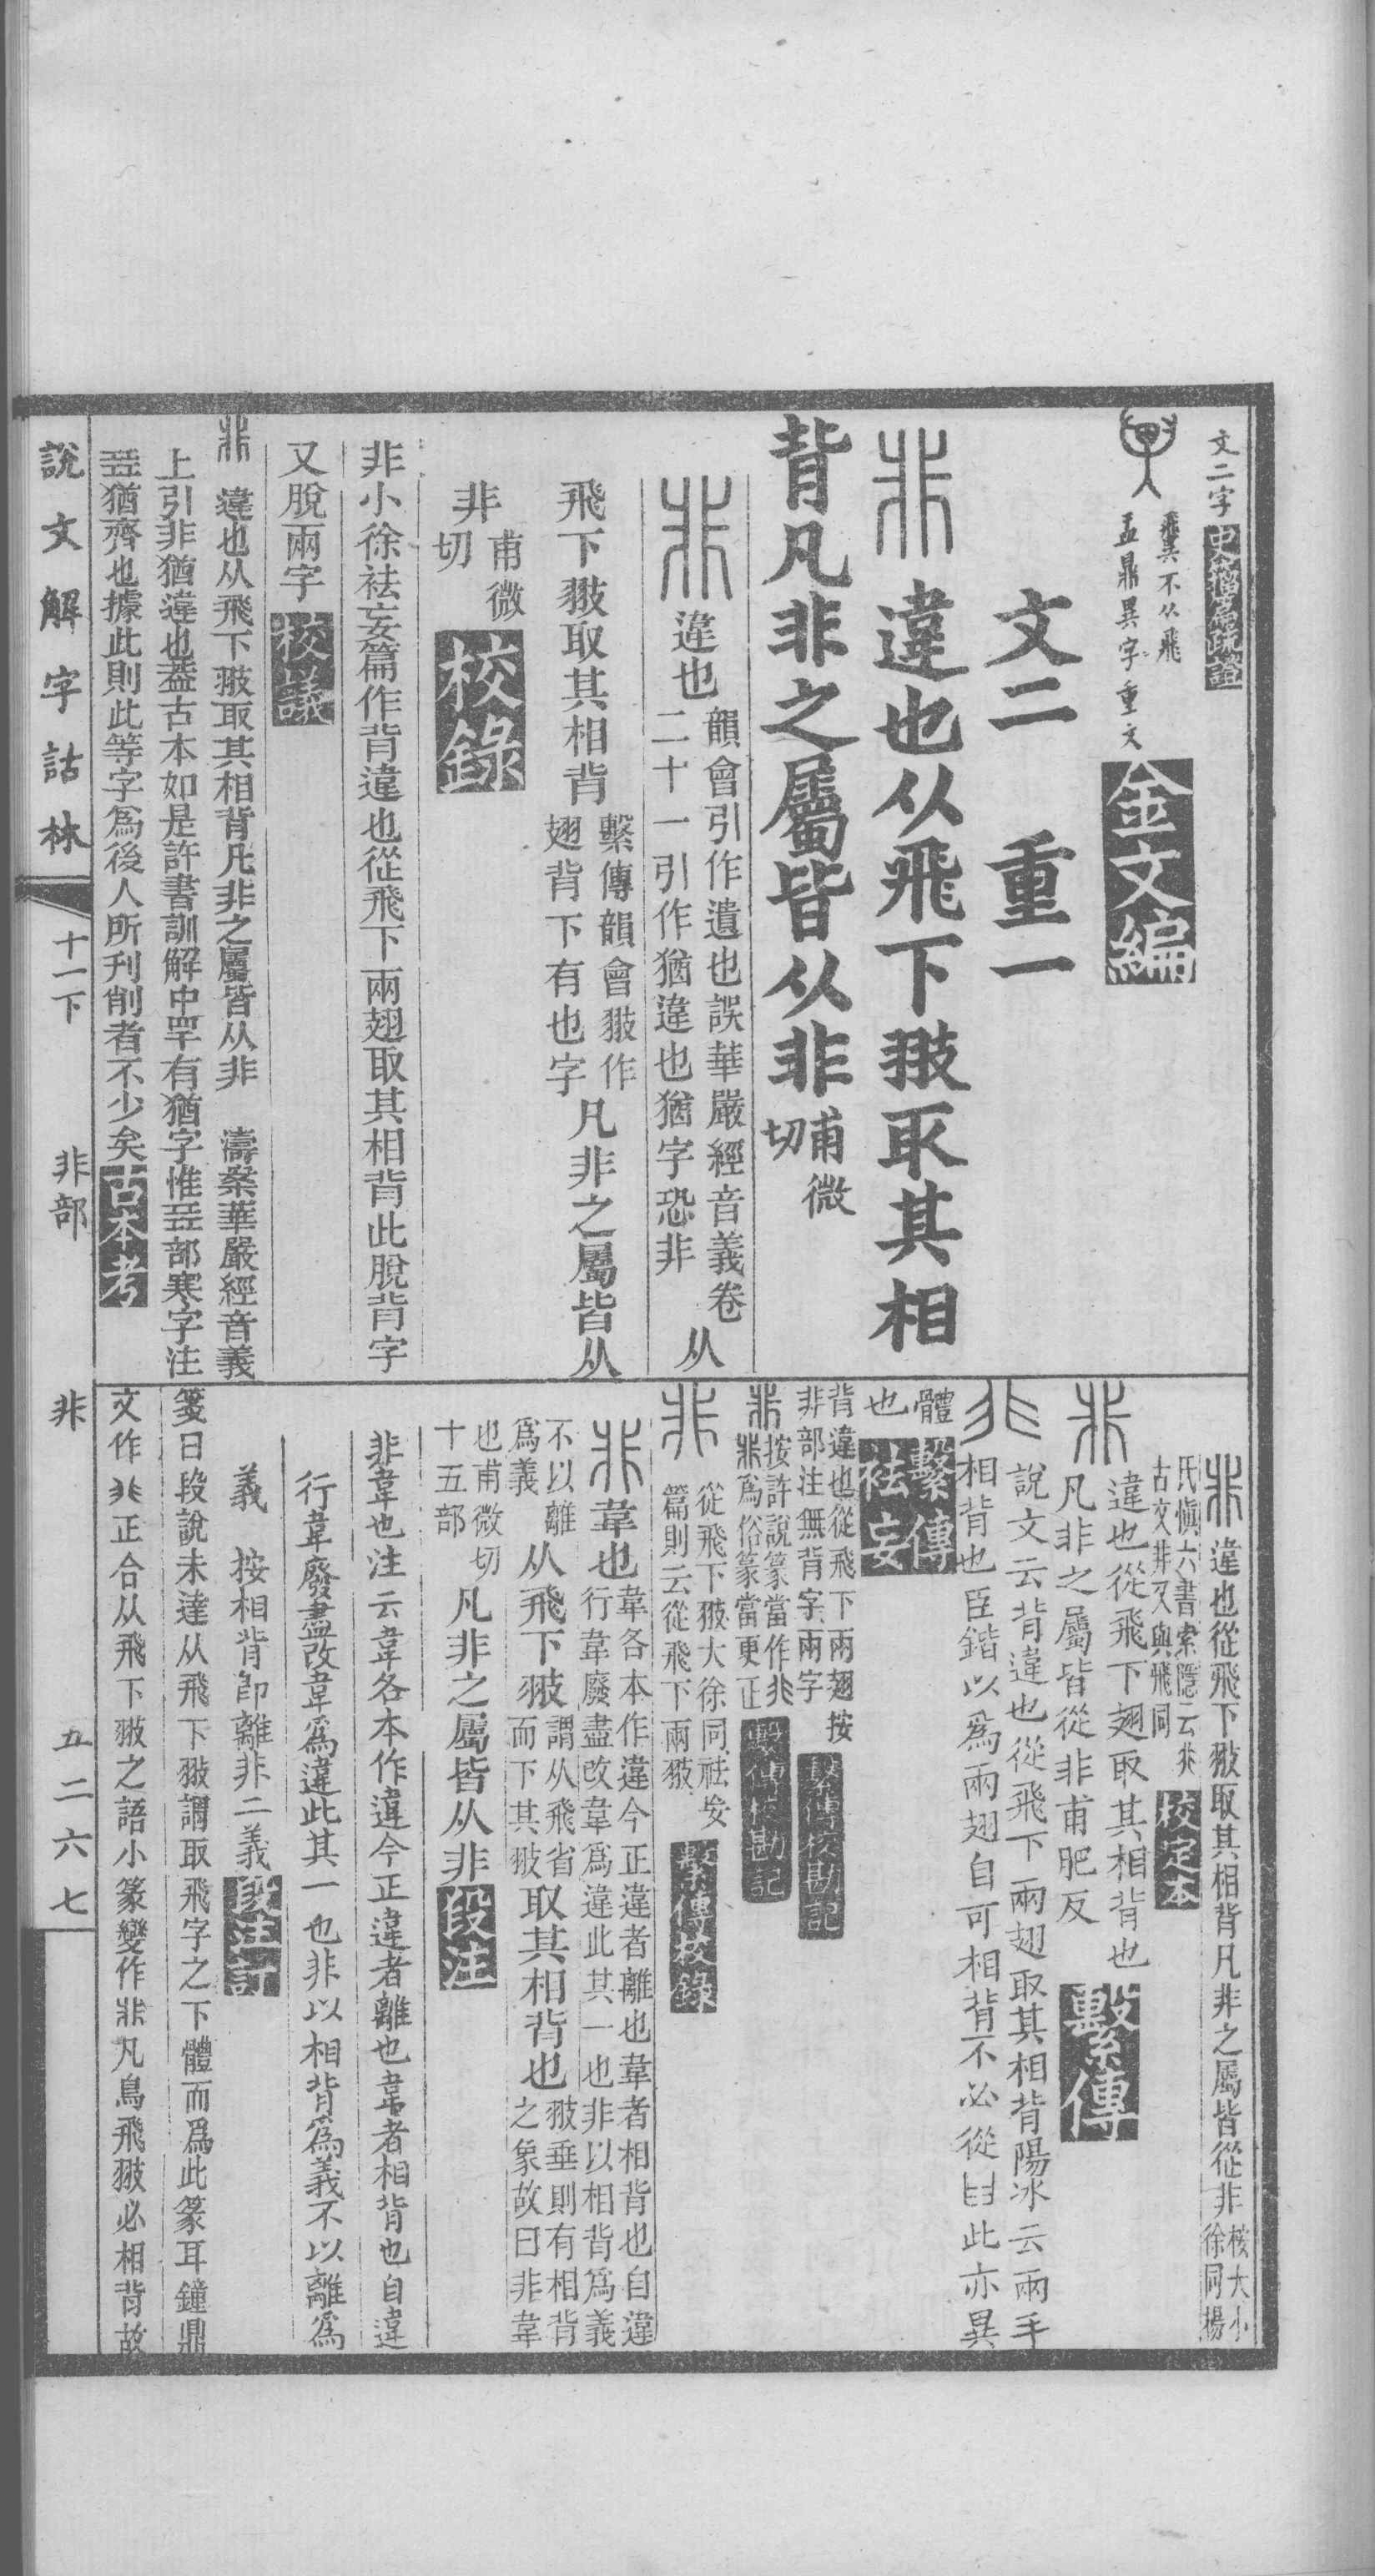 文二字
𩙺不从飛
盂鼎異字重文
金文編
文二 重一
非 違也从飛下翄取其相
背凡非之屬皆从非甫微切
非 違也韻會引作遺也誤華嚴經音義卷
二十一引作猶違也猶字恐非从
飛下翄取其相背繫傳韻會翄作
翅背下有也字凡非之屬皆从
非甫微切校錄
非小徐袪妄篇作背違也從飛下兩翅取其相背此脫背字
又脫兩字校議
非 違也从飛下翄取其相背凡非之屬皆从非 濤案華嚴經音義
上引非猶違也葢古本如是許書訓解中罕有猶字惟㠭部𡫳字注
㠭猶齊也據此則此等字爲後人所刋削者不少矣古本考
非 違也從飛下翄取其相背凡非之屬皆從非桉大小
徐同揚
氏愼六書索隱云非
古文非又與飛同校定本
非 違也從飛下翅取其相背也
凡非之屬皆從非甫肥反繫傳
非 說文云背違也從飛下兩翅取其相背陽冰云兩手
相背也臣鍇以爲兩翅自可相背不必從𦥑此亦異
體繫傳
也袪妄
背違也從飛下兩翅按
非部注無背字兩字繫傳校勘記
非按許說篆當作非
非爲俗篆當更正繫傳校勘記
非 從飛下翄大徐同袪妄
篇則云從飛下兩翄繫傳校錄
非 韋也韋各本作違今正違者離也韋者相背也自違
行韋廢盡改韋爲違此其一也非以相背爲義
不以離
爲義从飛下翄謂从飛省
而下其翄取其相背也翄垂則有相背
之象故曰非韋
也甫微切
十五部凡非之屬皆从非段注
非韋也注云韋各本作違今正違者離也韋者相背也自違
行韋廢盡改韋爲違此其一也非以相背爲義不以離爲
義 按相背卽離非二義段注訂
箋曰段說未達从飛下翄謂取飛字之下體而爲此篆耳鐘鼎
文作非正合从飛下翄之語小篆變作非凡鳥飛翄必相背故
說文解字詁林 十一下 非部 非 五二六七